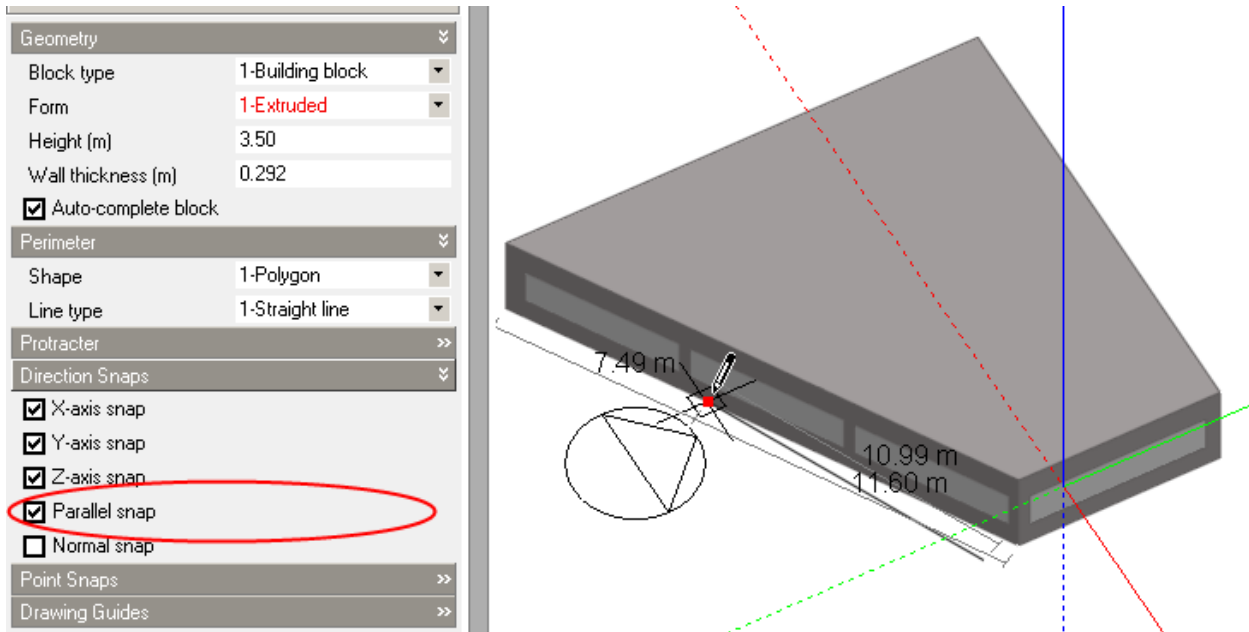 Geometry
Block type 1-Building block
Form 1-Extruded
Height (m) 3.50
Wall thickness (m) 0.292
Auto-complete block
Perimeter
Shape 1-Polygon
Line type 1-Straight line
Protracter
Direction Snaps
X-axis snap
Y-axis snap
Z-axis snap
Parallel snap
Normal snap
Point Snaps
Drawing Guides
7.49 m
10.99 m
11.60 m